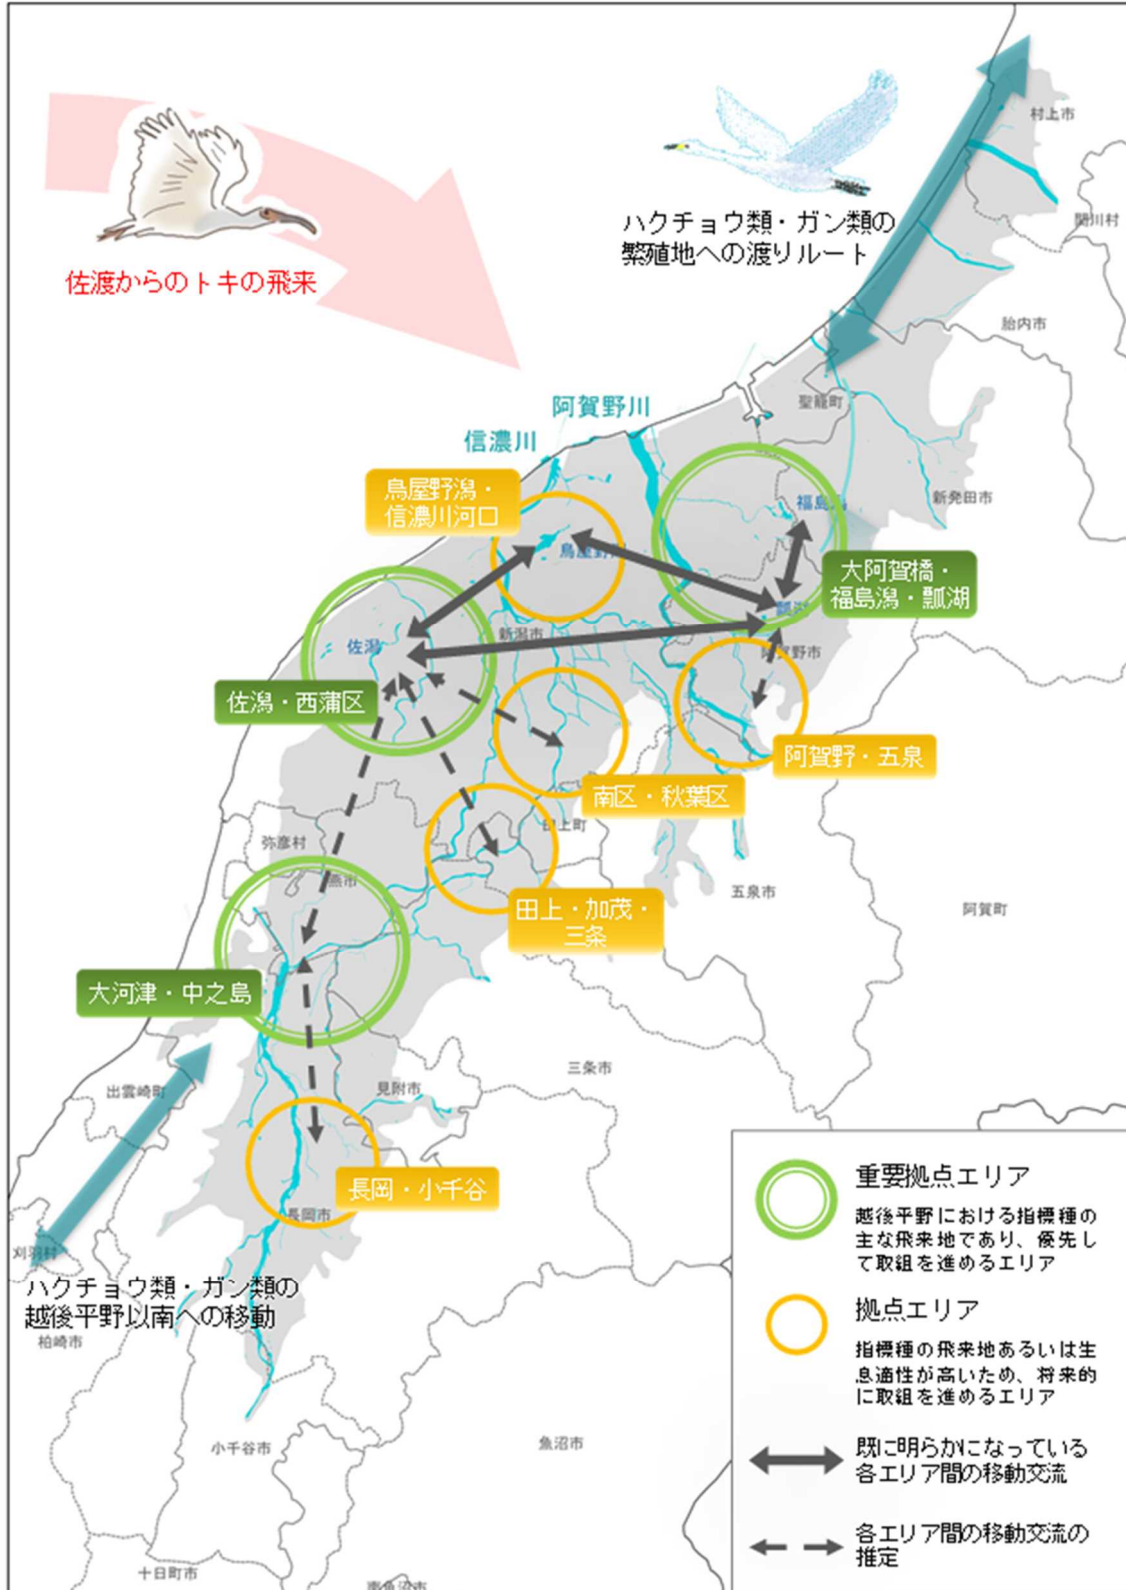 村上市
ハクチョウ類・ガン類の
繁殖地への渡りルート
関川村
佐渡からのトキの飛来
胎内市
聖籠町
阿賀野川
信濃川
鳥屋野潟・
信濃川河口
福島潟
新発田市
鳥屋野
大阿賀橋・
福島潟・瓢湖
瓢湖
新潟市
佐潟
阿賀野市
佐潟・西蒲区
阿賀野・五泉
南区・秋葉区
田上町
弥彦村
燕市
五泉市
阿賀町
田上・加茂・
三条
大河津・中之島
三条市
出雲崎町
見附市
長岡・小千谷
長岡市
刈羽村
ハクチョウ類・ガン類の
越後平野以南への移動
柏崎市
小千谷市
魚沼市
十日町市
南魚沼市
重要拠点エリア
越後平野における指標種の
主な飛来地であり、優先し
て取組を進めるエリア
拠点エリア
指標種の飛来地あるいは生
息適性が高いため、将来的
に取組を進めるエリア
既に明らかになっている
各エリア間の移動交流
各エリア間の移動交流の
推定